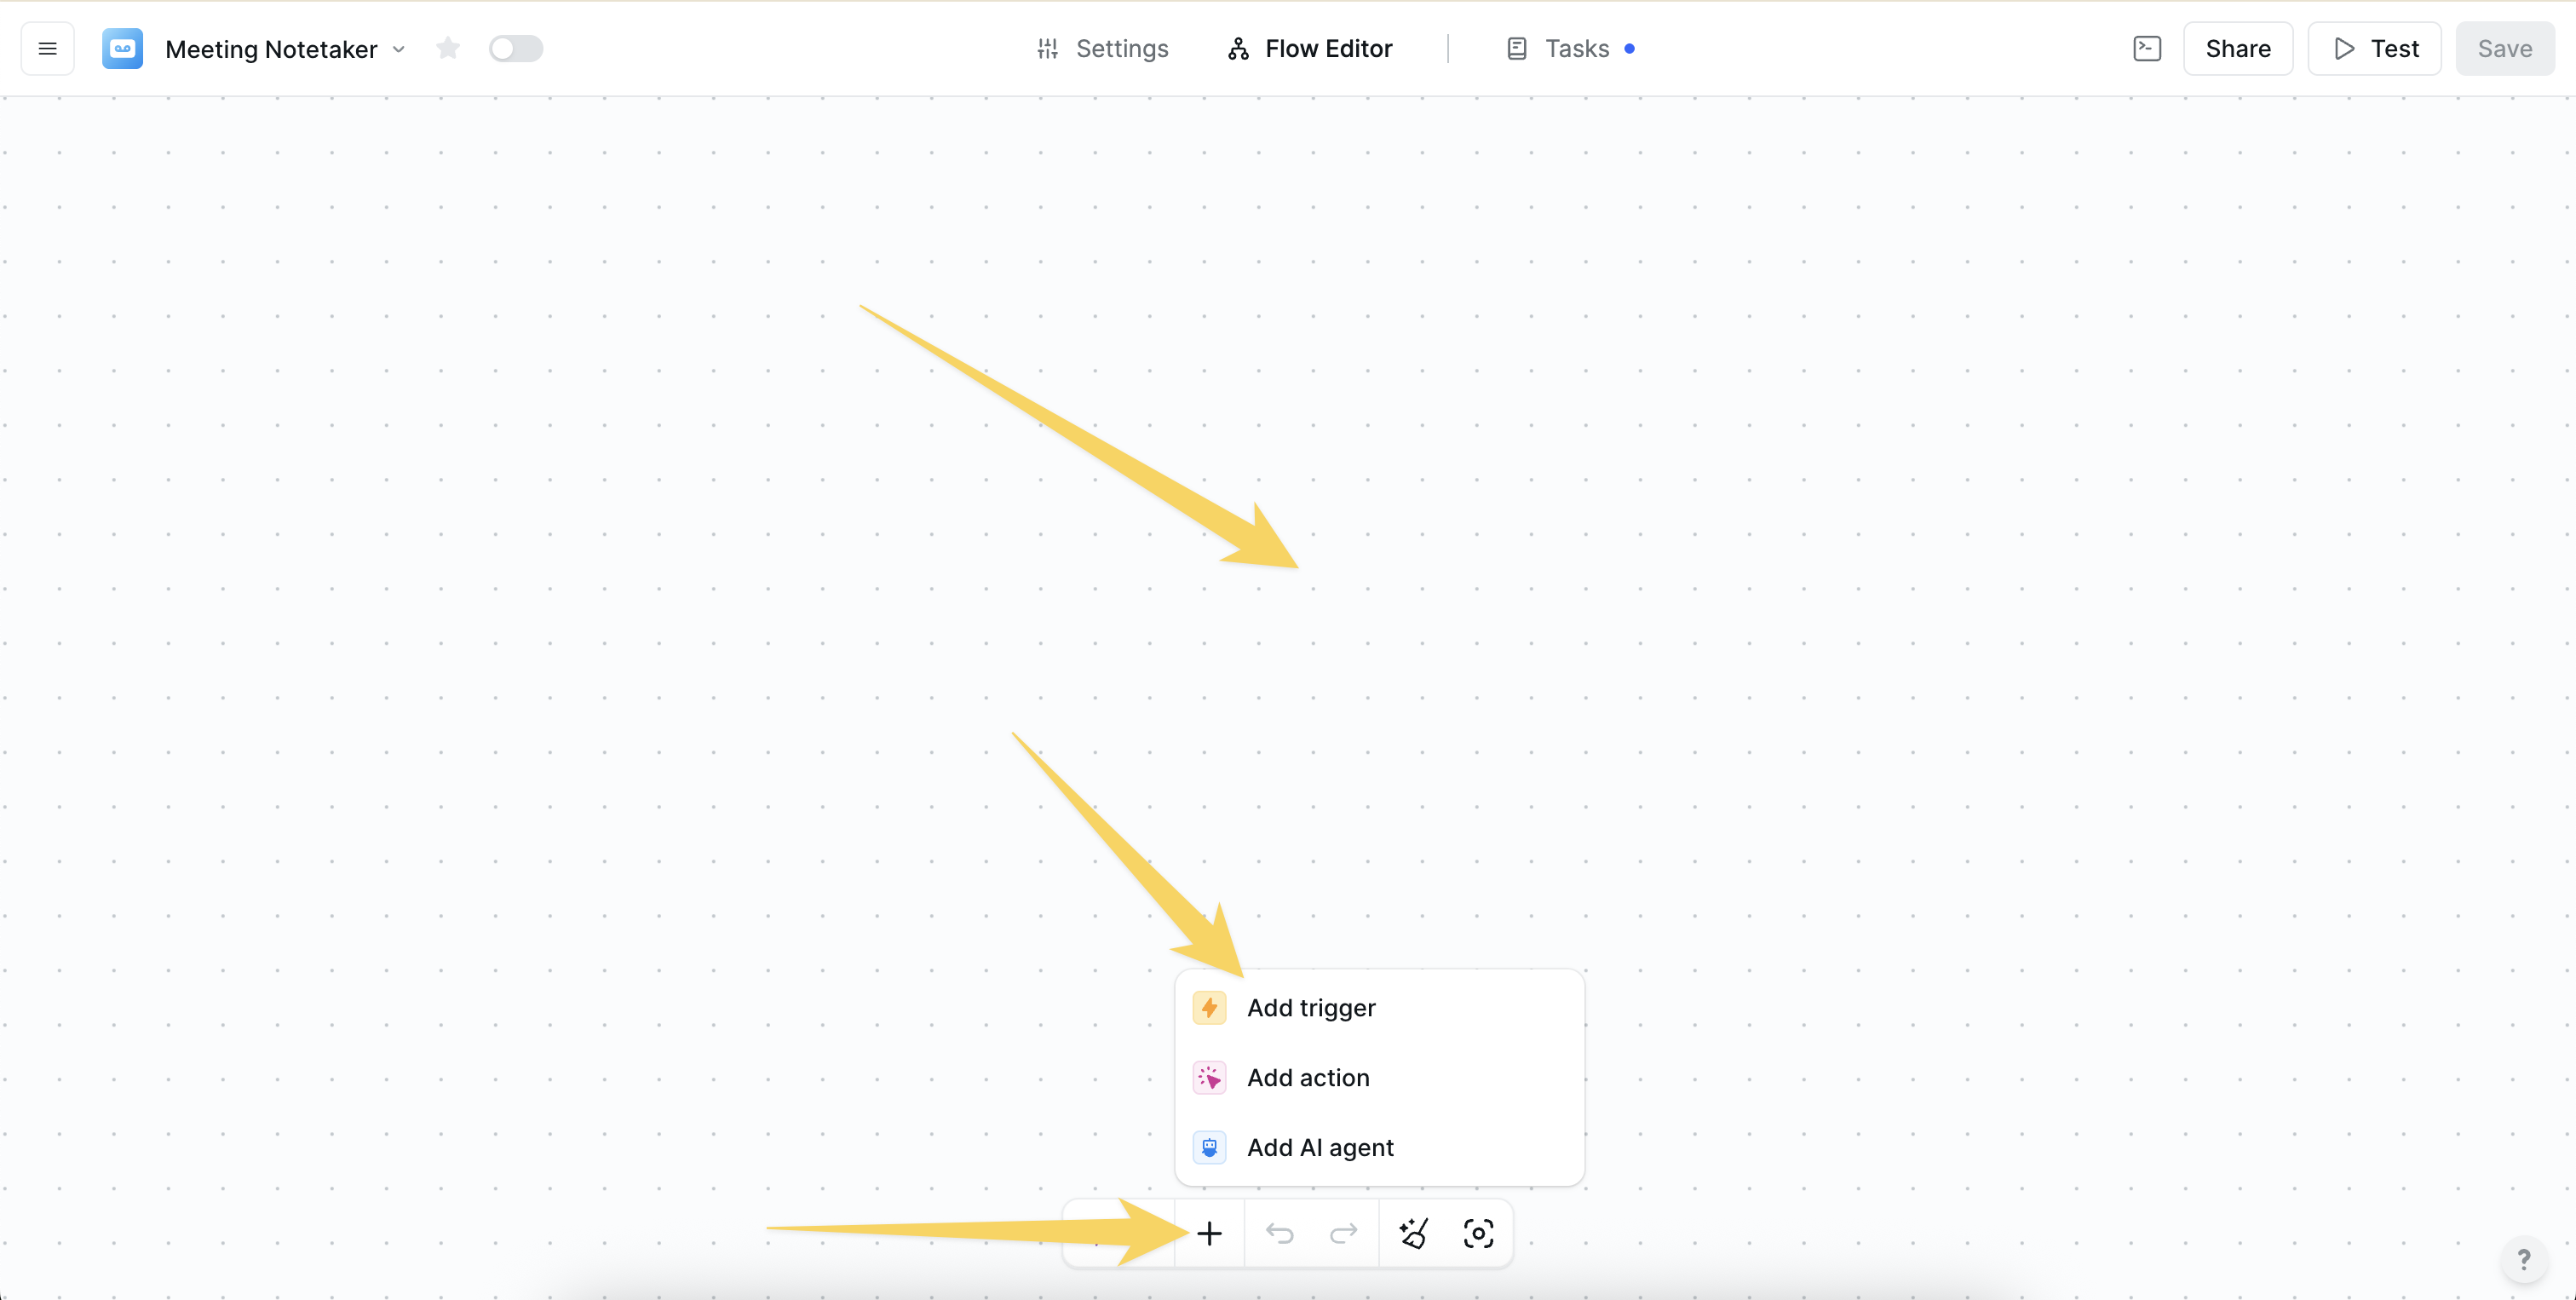 Meeting Notetaker
Settings
Flow Editor
Tasks
Share
Test
Save
Add trigger
Add action
Add AI agent
?